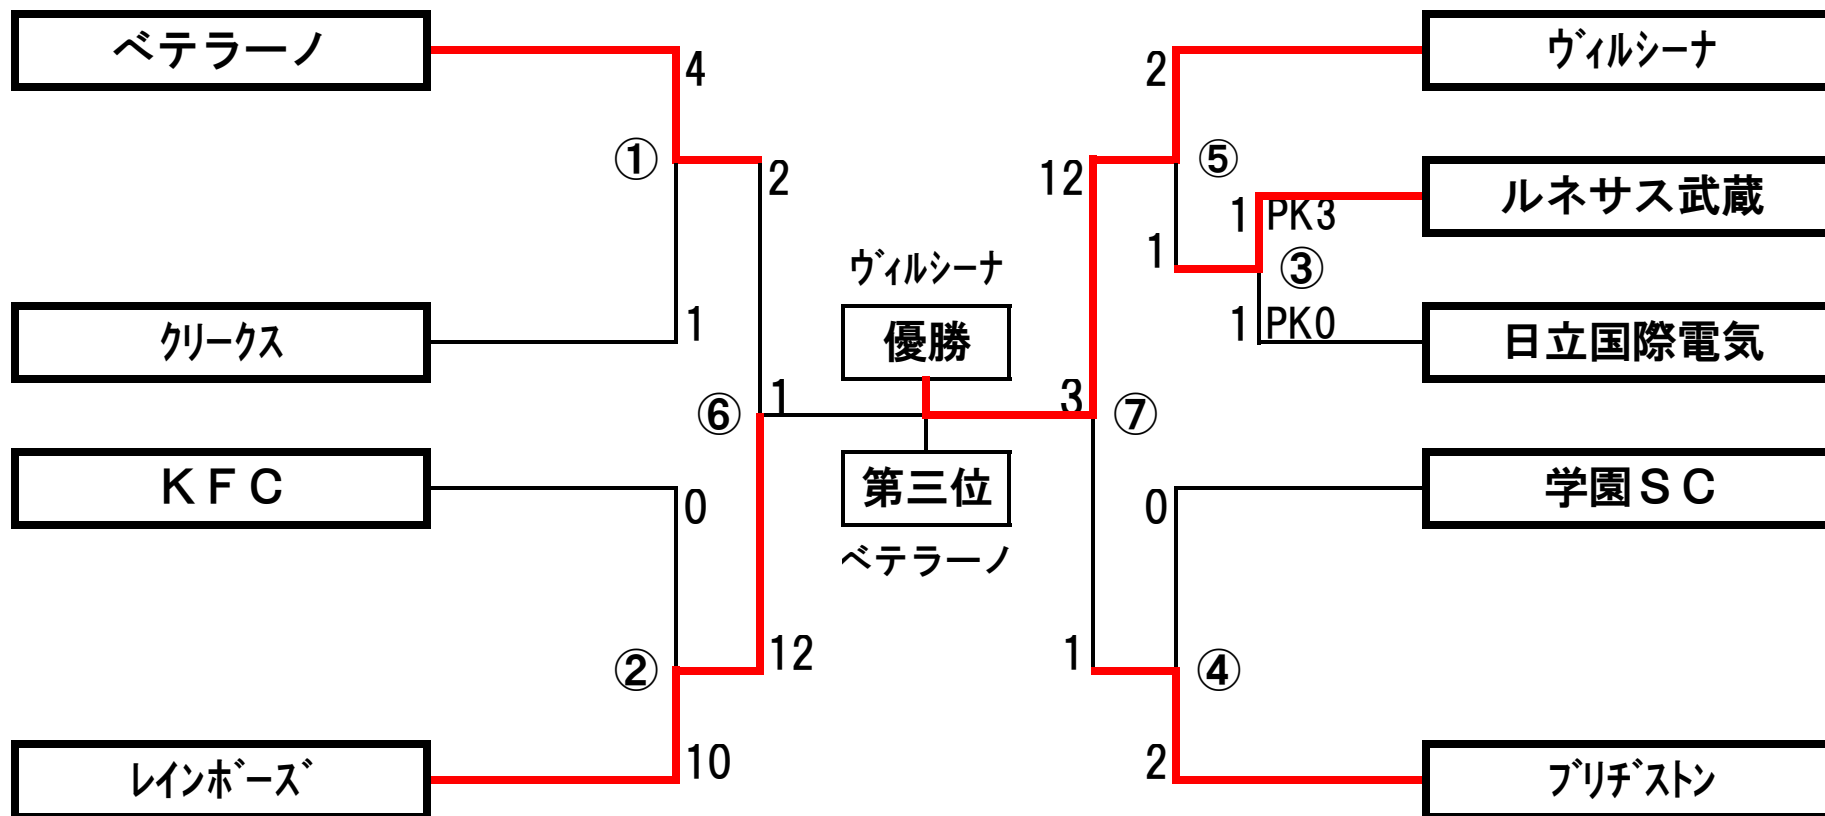 ベテラーノ
4
2
ヴィルシーナ
①
2
12
⑤
1 PK3
ルネサス武蔵
1
③
ヴィルシーナ
クリークス
1
優勝
1 PK0
日立国際電気
⑥
1
3
⑦
KFC
0
第三位
0
学園SC
ベテラーノ
②
12
1
④
レインボーズ
10
2
ブリヂストン